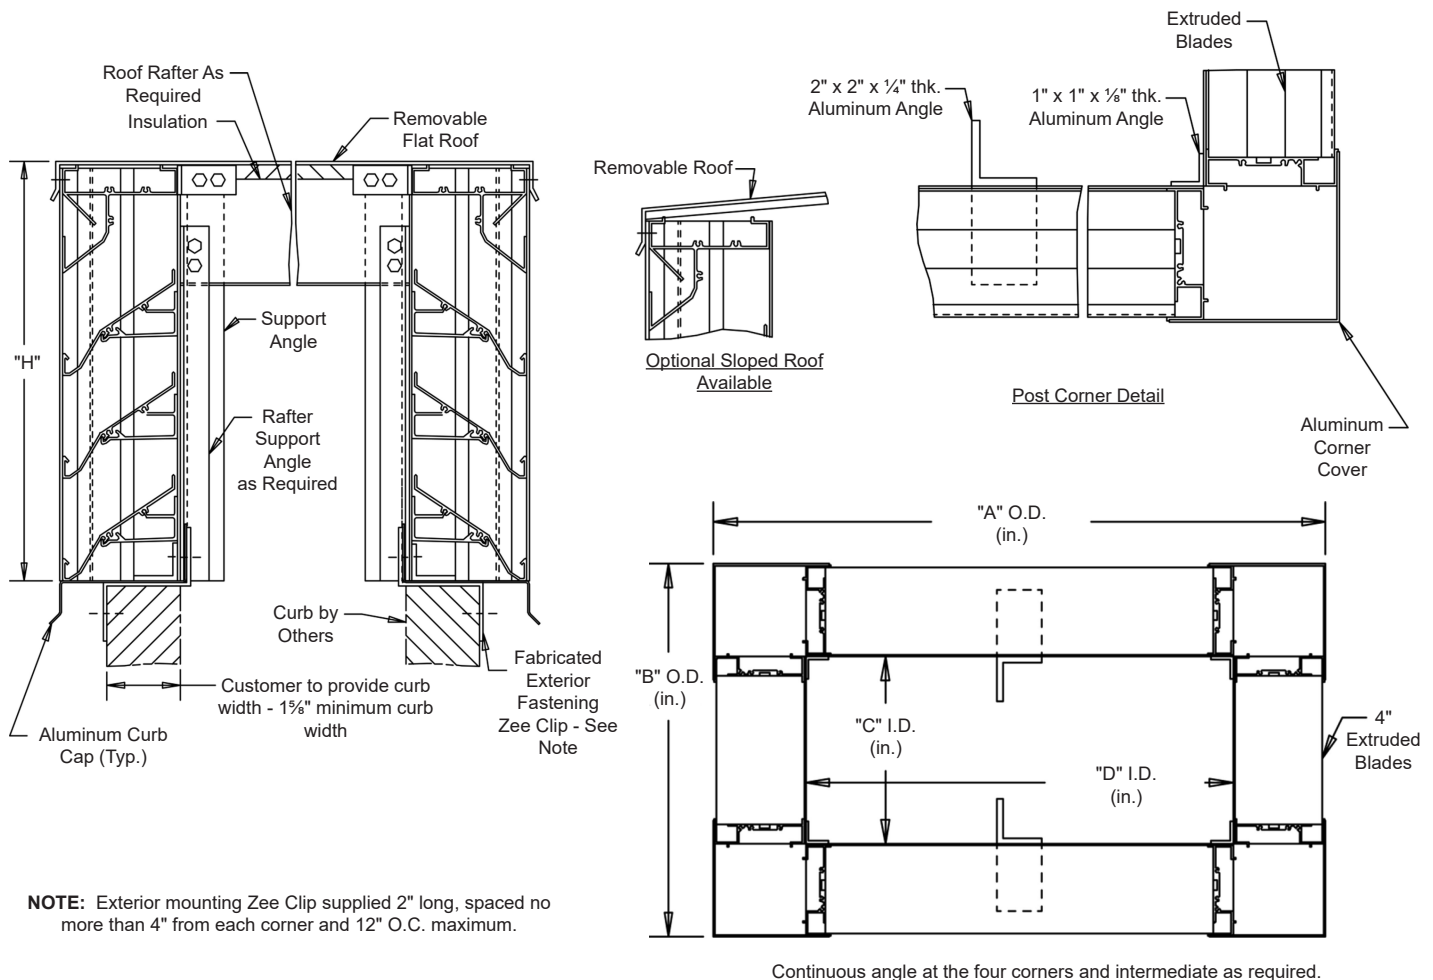 Roof Rafter As
Required
Insulation
Removable
Flat Roof
"H"
Support
Angle
Rafter
Support
Angle
as Required
Curb by
Others
Customer to provide curb
width - 1⅝" minimum curb
width
Fabricated
Exterior
Fastening
Zee Clip - See
Note
Aluminum Curb
Cap (Typ.)
NOTE: Exterior mounting Zee Clip supplied 2" long, spaced no
more than 4" from each corner and 12" O.C. maximum.
Removable Roof
Optional Sloped Roof
Available
2" x 2" x ¼" thk.
Aluminum Angle
1" x 1" x ⅛" thk.
Aluminum Angle
Extruded
Blades
Post Corner Detail
Aluminum
Corner
Cover
"A" O.D.
(in.)
"B" O.D.
(in.)
"C" I.D.
(in.)
"D" I.D.
(in.)
4"
Extruded
Blades
Continuous angle at the four corners and intermediate as required.